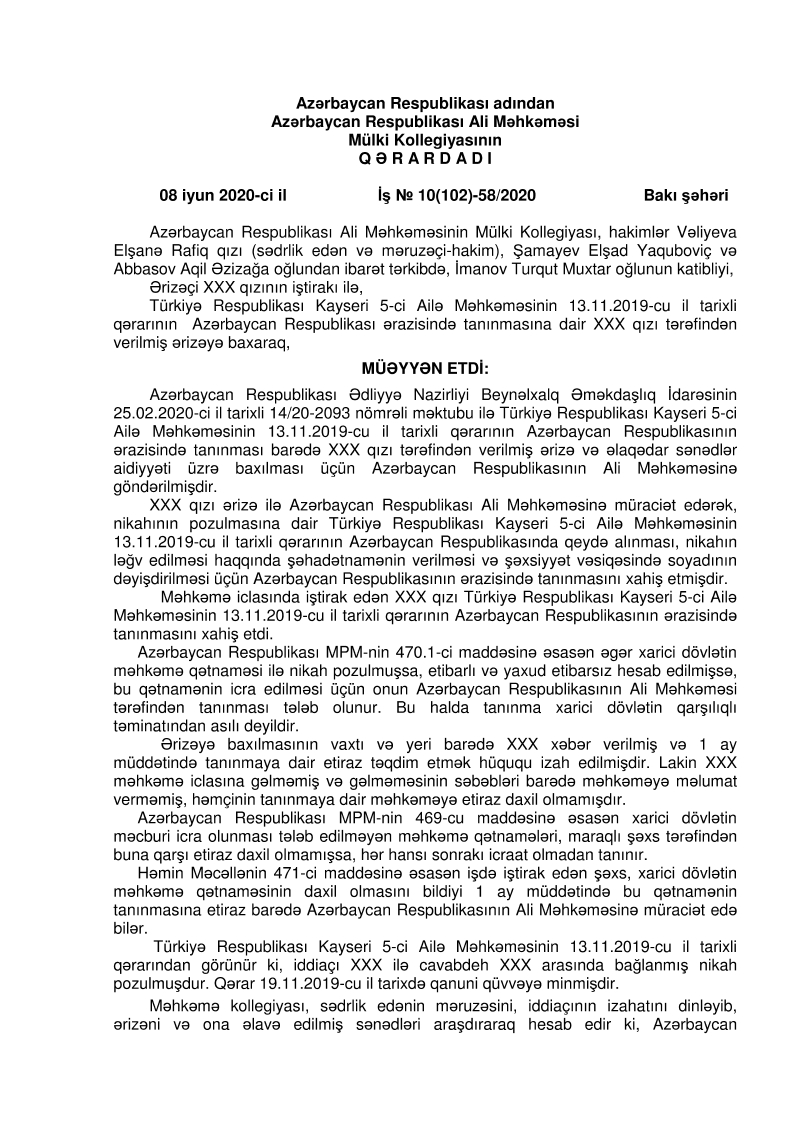 Azərbaycan Respublikası adından
Azərbaycan Respublikası Ali Məhkəməsi
Mülki Kollegiyasının
Q Ə R A R D A D I
08 iyun 2020-ci il İş № 10(102)-58/2020 Bakı şəhəri
Azərbaycan Respublikası Ali Məhkəməsinin Mülki Kollegiyası, hakimlər Vəliyeva
Elşanə Rafiq qızı (sədrlik edən və məruzəçi-hakim), Şamayev Elşad Yaquboviç və
Abbasov Aqil Əzizağa oğlundan ibarət tərkibdə, İmanov Turqut Muxtar oğlunun katibliyi,
Ərizəçi XXX qızının iştirakı ilə,
Türkiyə Respublikası Kayseri 5-ci Ailə Məhkəməsinin 13.11.2019-cu il tarixli
qərarının Azərbaycan Respublikası ərazisində tanınmasına dair XXX qızı tərəfindən
verilmiş ərizəyə baxaraq,
MÜƏYYƏN ETDİ:
Azərbaycan Respublikası Ədliyyə Nazirliyi Beynəlxalq Əməkdaşlıq İdarəsinin
25.02.2020-ci il tarixli 14/20-2093 nömrəli məktubu ilə Türkiyə Respublikası Kayseri 5-ci
Ailə Məhkəməsinin 13.11.2019-cu il tarixli qərarının Azərbaycan Respublikasının
ərazisində tanınması barədə XXX qızı tərəfindən verilmiş ərizə və əlaqədar sənədlər
aidiyyəti üzrə baxılması üçün Azərbaycan Respublikasının Ali Məhkəməsinə
göndərilmişdir.
XXX qızı ərizə ilə Azərbaycan Respublikası Ali Məhkəməsinə müraciət edərək,
nikahının pozulmasına dair Türkiyə Respublikası Kayseri 5-ci Ailə Məhkəməsinin
13.11.2019-cu il tarixli qərarının Azərbaycan Respublikasında qeydə alınması, nikahın
ləğv edilməsi haqqında şəhadətnamənin verilməsi və şəxsiyyət vəsiqəsində soyadının
dəyişdirilməsi üçün Azərbaycan Respublikasının ərazisində tanınmasını xahiş etmişdir.
Məhkəmə iclasında iştirak edən XXX qızı Türkiyə Respublikası Kayseri 5-ci Ailə
Məhkəməsinin 13.11.2019-cu il tarixli qərarının Azərbaycan Respublikasının ərazisində
tanınmasını xahiş etdi.
Azərbaycan Respublikası MPM-nin 470.1-ci maddəsinə əsasən əgər xarici dövlətin
məhkəmə qətnaməsi ilə nikah pozulmuşsa, etibarlı və yaxud etibarsız hesab edilmişsə,
bu qətnamənin icra edilməsi üçün onun Azərbaycan Respublikasının Ali Məhkəməsi
tərəfindən tanınması tələb olunur. Bu halda tanınma xarici dövlətin qarşılıqlı
təminatından asılı deyildir.
Ərizəyə baxılmasının vaxtı və yeri barədə XXX xəbər verilmiş və 1 ay
müddətində tanınmaya dair etiraz təqdim etmək hüququ izah edilmişdir. Lakin XXX
məhkəmə iclasına gəlməmiş və gəlməməsinin səbəbləri barədə məhkəməyə məlumat
verməmiş, həmçinin tanınmaya dair məhkəməyə etiraz daxil olmamışdır.
Azərbaycan Respublikası MPM-nin 469-cu maddəsinə əsasən xarici dövlətin
məcburi icra olunması tələb edilməyən məhkəmə qətnamələri, maraqlı şəxs tərəfindən
buna qarşı etiraz daxil olmamışsa, hər hansı sonrakı icraat olmadan tanınır.
Həmin Məcəllənin 471-ci maddəsinə əsasən işdə iştirak edən şəxs, xarici dövlətin
məhkəmə qətnaməsinin daxil olmasını bildiyi 1 ay müddətində bu qətnamənin
tanınmasına etiraz barədə Azərbaycan Respublikasının Ali Məhkəməsinə müraciət edə
bilər.
Türkiyə Respublikası Kayseri 5-ci Ailə Məhkəməsinin 13.11.2019-cu il tarixli
qərarından görünür ki, iddiaçı XXX ilə cavabdeh XXX arasında bağlanmış nikah
pozulmuşdur. Qərar 19.11.2019-cu il tarixdə qanuni qüvvəyə minmişdir.
Məhkəmə kollegiyası, sədrlik edənin məruzəsini, iddiaçının izahatını dinləyib,
ərizəni və ona əlavə edilmiş sənədləri araşdıraraq hesab edir ki, Azərbaycan